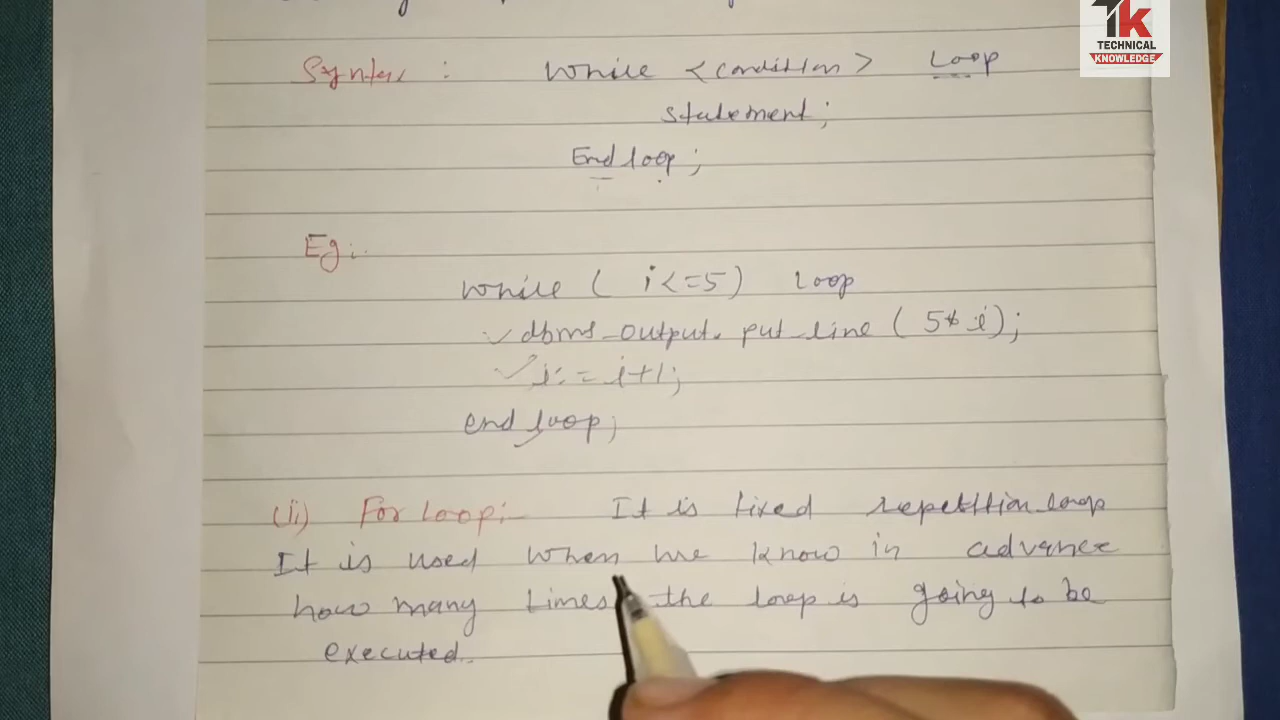 TK
TECHNICAL
KNOWLEDGE
Syntax : While <condition> Loop
statement;
End loop;
Eg:
while ( i<=5) Loop
dbms_output. put_line ( 5* i);
i:= i+1;
end loop;
(ii) For Loop:- It is fixed repetition loop
It is used when we know in advance
how many times the loop is going to be
executed.